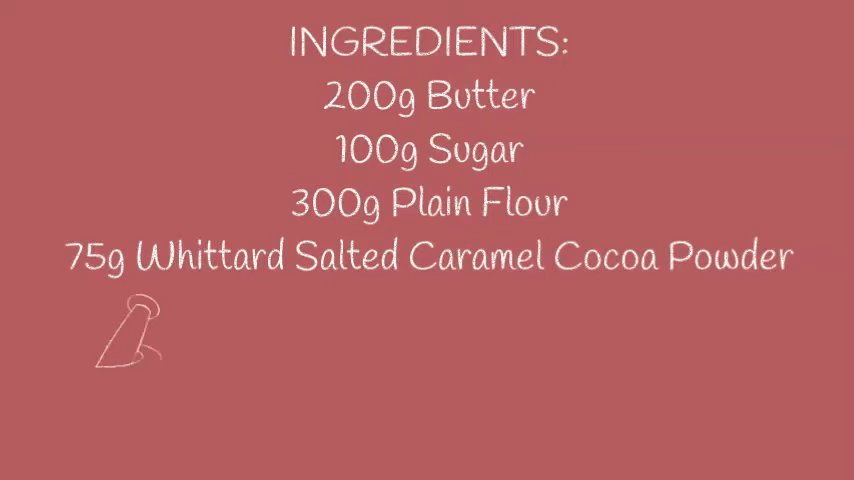 INGREDIENTS:
200g Butter
100g Sugar
300g Plain Flour
75g Whittard Salted Caramel Cocoa Powder